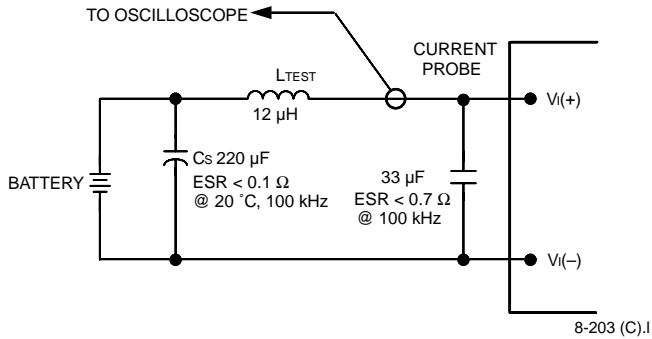 TO OSCILLOSCOPE
CURRENT
PROBE
LTEST
12 µH
VI(+)
CS 220 µF
ESR < 0.1 Ω
@ 20 ˚C, 100 kHz
BATTERY
33 µF
ESR < 0.7 Ω
@ 100 kHz
VI(–)
8-203 (C).l